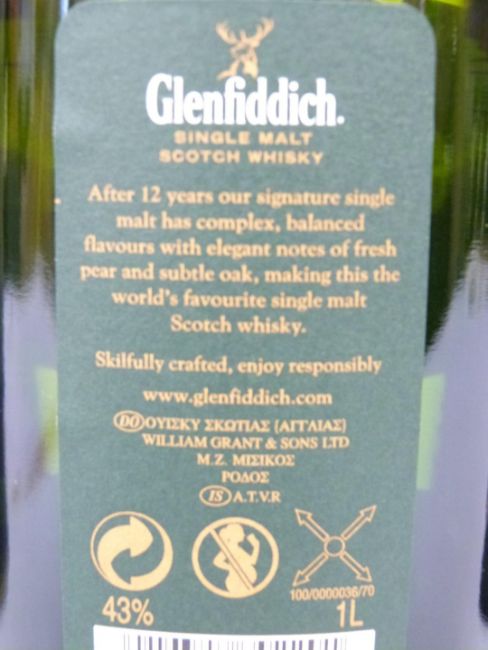 Glenfiddich.
SINGLE MALT
SCOTCH WHISKY
After 12 years our signature single
malt has complex, balanced
flavours with elegant notes of fresh
pear and subtle oak, making this the
world's favourite single malt
Scotch whisky.
Skilfully crafted, enjoy responsibly
www.glenfiddich.com
DO ΟΥΙΣΚΥ ΣΚΩΤΙΑΣ (ΑΓΓΛΙΑΣ)
WILLIAM GRANT & SONS LTD
Μ.Ζ. ΜΙΣΙΚΟΣ
ΡΟΔΟΣ
IS A.T.V.R
100/0000036/70
43% 1L